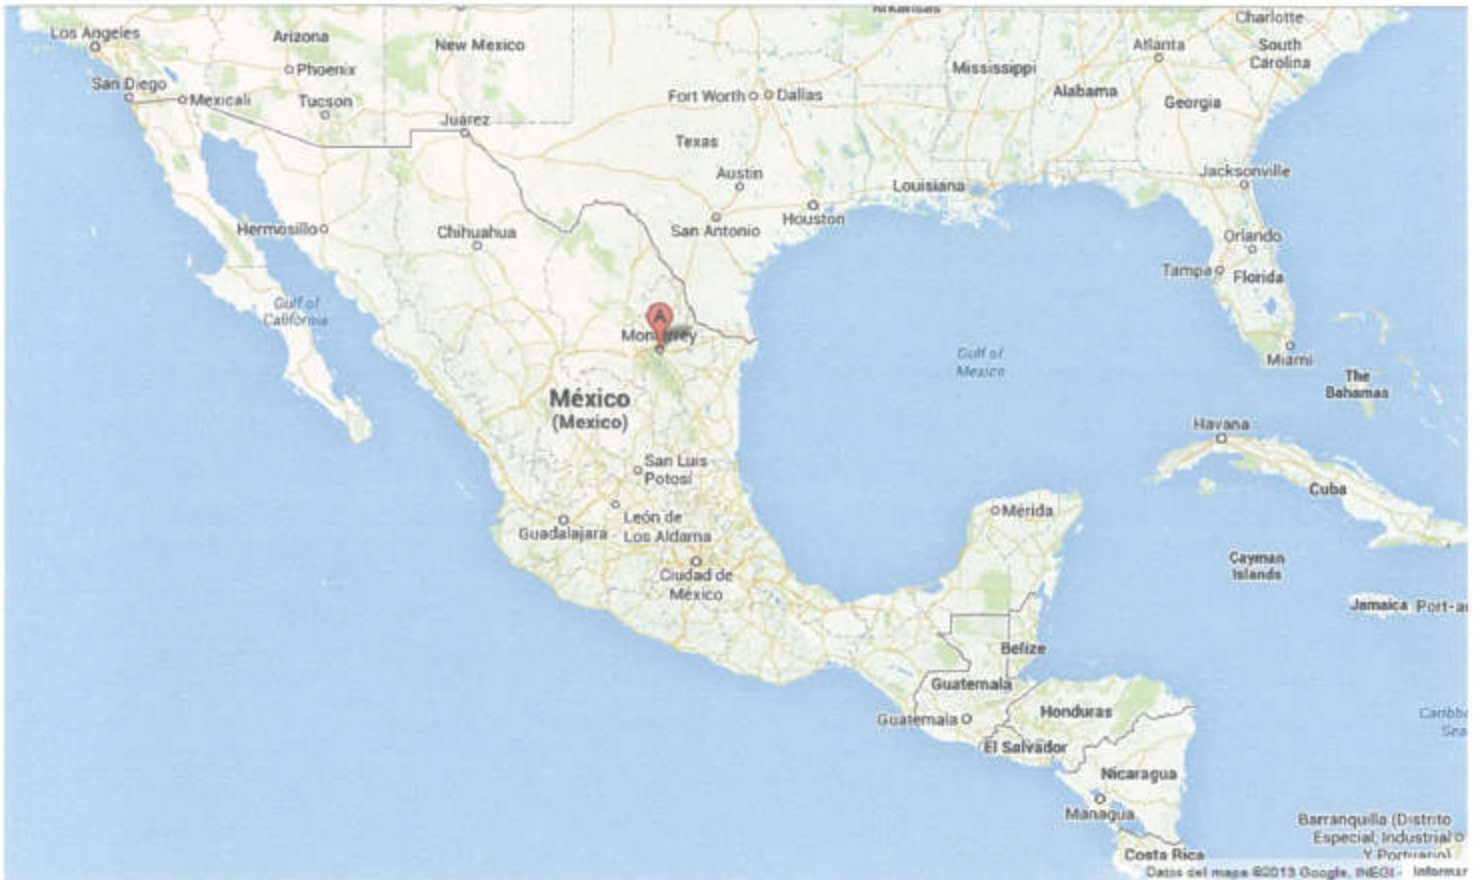 Arkansas
Charlotte
Los Angeles
Arizona
New Mexico
Atlanta
South
Carolina
Mississippi
Phoenix
San Diego
Mexicali
Tucson
Fort Worth
Dallas
Alabama
Georgia
Juárez
Texas
Austin
Louisiana
Jacksonville
Houston
San Antonio
Hermosillo
Chihuahua
Orlando
Tampa
Florida
Gulf of
California
A
Monterrey
Gulf of
Mexico
Miami
The
Bahamas
México
(Mexico)
Havana
San Luis
Potosí
Cuba
Mérida
León de
Los Aldama
Guadalajara
Cayman
Islands
Ciudad de
México
Jamaica
Port-a
Belize
Guatemala
Honduras
Guatemala
Caribbe
Sea
El Salvador
Nicaragua
Managua
Barranquilla (Distrito
Especial, Industrial
Y Portuario)
Costa Rica
Datos del mapa ©2013 Google, INEGI - Informar